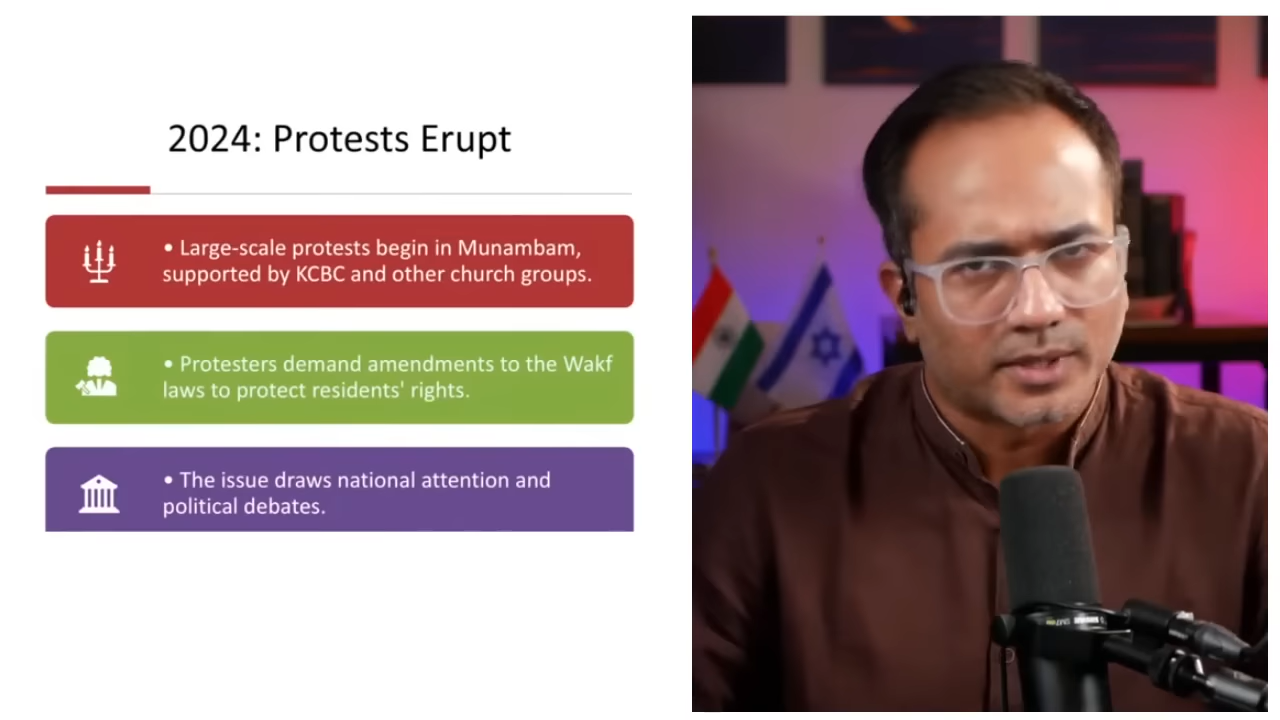 2024: Protests Erupt
• Large-scale protests begin in Munambam,
supported by KCBC and other church groups.
• Protesters demand amendments to the Wakf
laws to protect residents' rights.
• The issue draws national attention and
political debates.